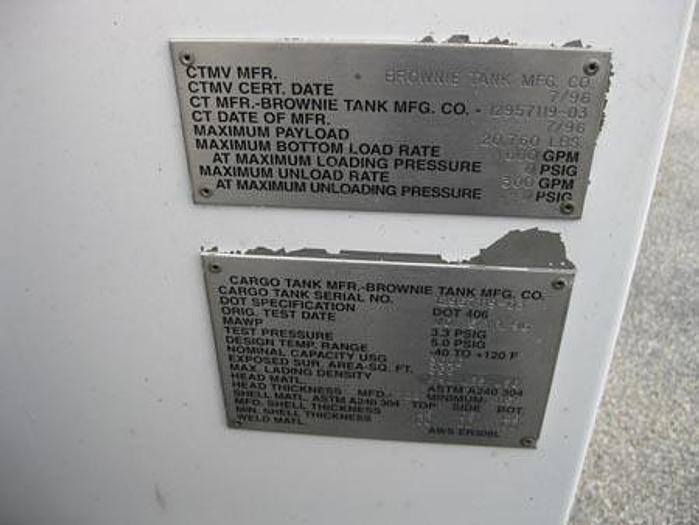 CTMV MFR. BROWNIE TANK MFG. CO.
CTMV CERT. DATE 7/96
CT MFR.-BROWNIE TANK MFG. CO. - 12957119-03
CT DATE OF MFR. 7/96
MAXIMUM PAYLOAD 20,760 LBS
MAXIMUM BOTTOM LOAD RATE GPM
AT MAXIMUM LOADING PRESSURE PSIG
MAXIMUM UNLOAD RATE 500 GPM
AT MAXIMUM UNLOADING PRESSURE PSIG
CARGO TANK MFR.-BROWNIE TANK MFG. CO.
CARGO TANK SERIAL NO.
DOT SPECIFICATION DOT 406
ORIG. TEST DATE
MAWP 3.3 PSIG
TEST PRESSURE 5.0 PSIG
DESIGN TEMP. RANGE -40 TO +120 F
NOMINAL CAPACITY USG
EXPOSED SUR. AREA-SQ. FT.
MAX. LADING DENSITY
HEAD MATL. ASTM A240 304
HEAD THICKNESS MFD.- MINIMUM.
SHELL MATL. ASTM A240 304 TOP SIDE BOT.
MFD. SHELL THICKNESS
MIN. SHELL THICKNESS
WELD MATL. AWS ER308L